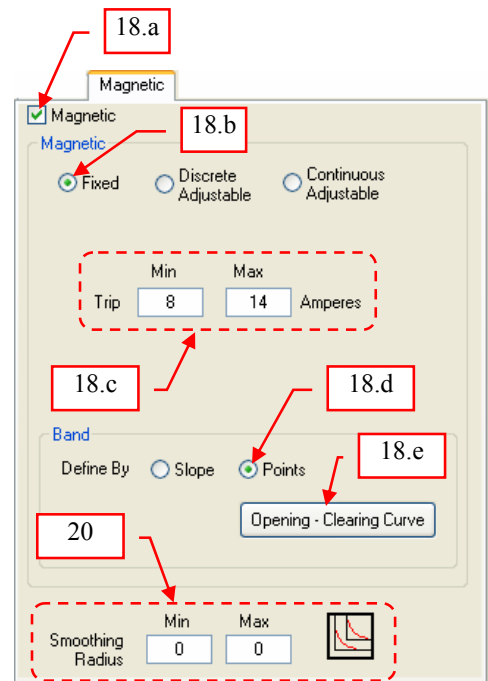 18.a
Magnetic
Magnetic
18.b
Magnetic
Fixed
Discrete Adjustable
Continuous Adjustable
Min Max
Trip 8 14 Amperes
18.c
18.d
Band
18.e
Define By Slope Points
Opening - Clearing Curve
20
Min Max
Smoothing Radius 0 0